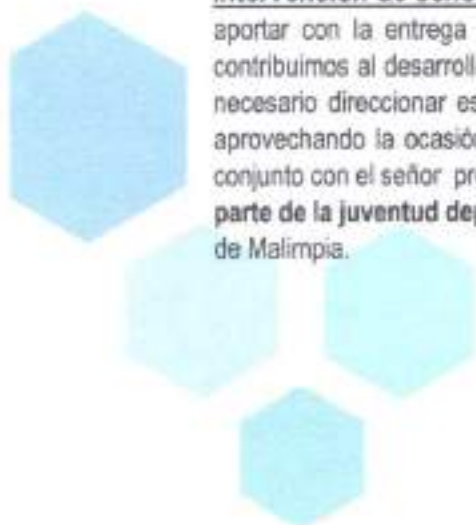 aportar con la entrega
contribuimos al desarroll
necesario direccionar es
aprovechando la ocasión
conjunto con el señor pr
parte de la juventud dep
de Malimpia.